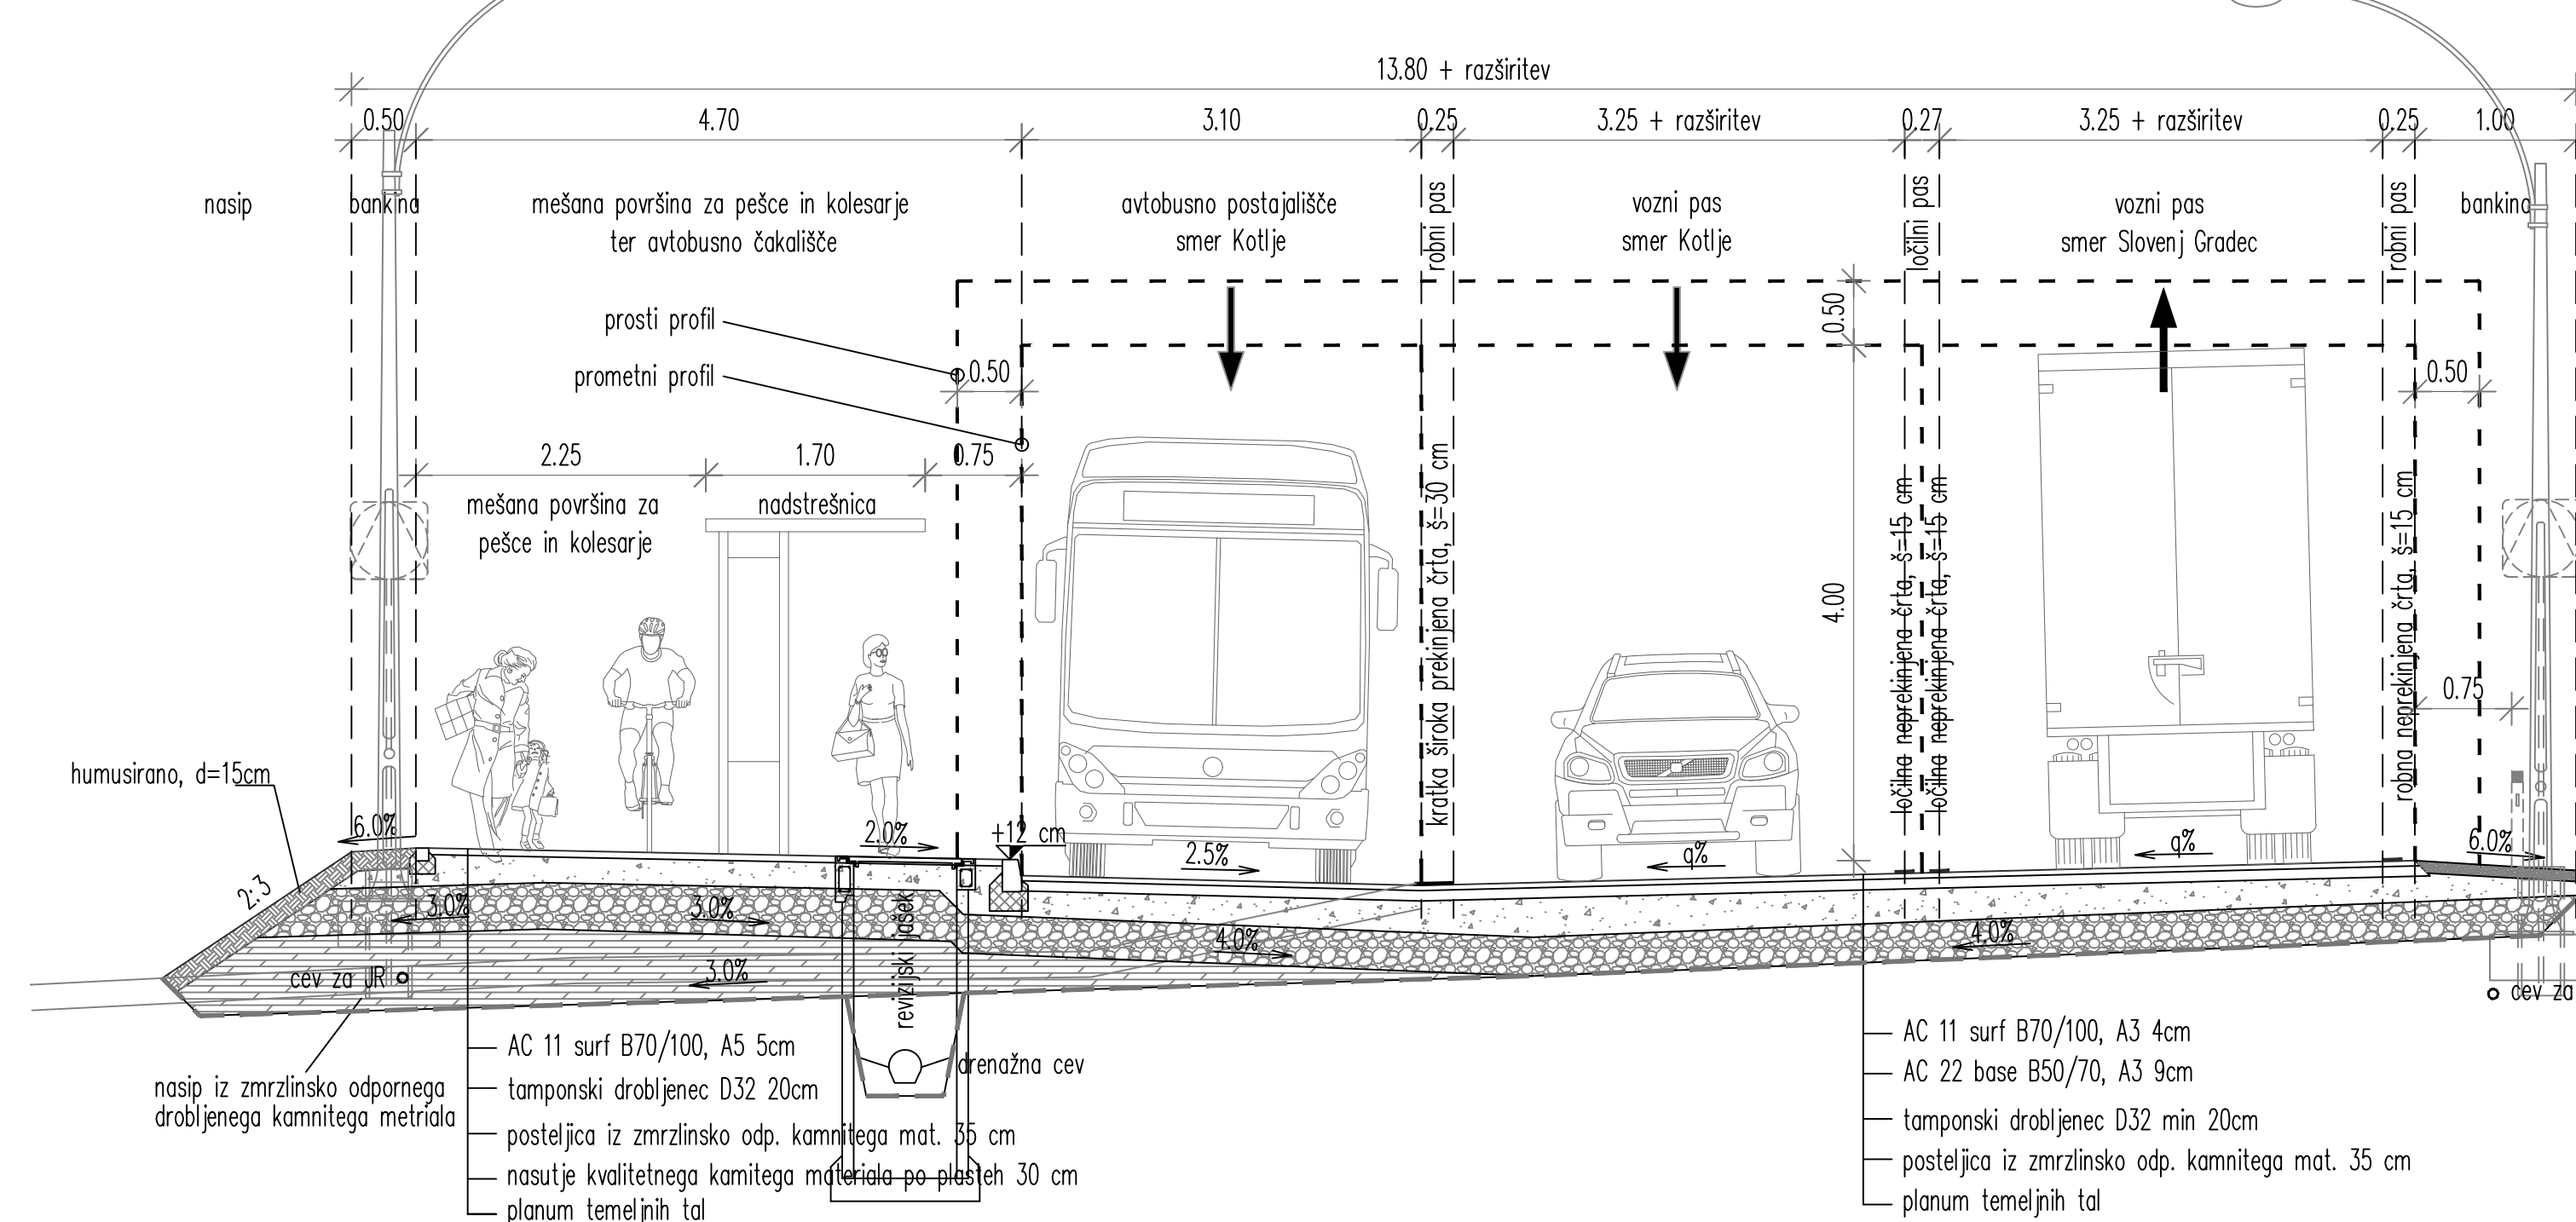 13.80 + razširitev
0.50
4.70
3.10
0.25
3.25 + razširitev
0.27
3.25 + razširitev
0.25
1.00
nasip
bankina
mešana površina za pešce in kolesarje
ter avtobusno čakališče
avtobusno postajališče
smer Kotlje
robni pas
vozni pas
smer Kotlje
ločilni pas
vozni pas
smer Slovenj Gradec
robni pas
bankina
prosti profil
prometni profil
0.50
0.50
0.50
2.25
1.70
0.75
mešana površina za
pešce in kolesarje
nadstrešnica
kratka široka prekinjena črta, š=30 cm
4.00
ločilna neprekinjena črta, š=15 cm
ločilna neprekinjena črta, š=15 cm
robna neprekinjena črta, š=15 cm
0.75
humusirano, d=15cm
6.0%
2.0%
+12 cm
2.5%
q%
q%
6.0%
2:3
3.0%
3.0%
revizijski jašek
4.0%
4.0%
cev za JR
3.0%
cev za
drenažna cev
nasip iz zmrzlinsko odpornega
drobljenega kamnitega metriala
AC 11 surf B70/100, A5 5cm
tamponski drobljenec D32 20cm
posteljica iz zmrzlinsko odp. kamnitega mat. 35 cm
nasutje kvalitetnega kamitega materiala po plasteh 30 cm
planum temeljnih tal
AC 11 surf B70/100, A3 4cm
AC 22 base B50/70, A3 9cm
tamponski drobljenec D32 min 20cm
posteljica iz zmrzlinsko odp. kamnitega mat. 35 cm
planum temeljnih tal